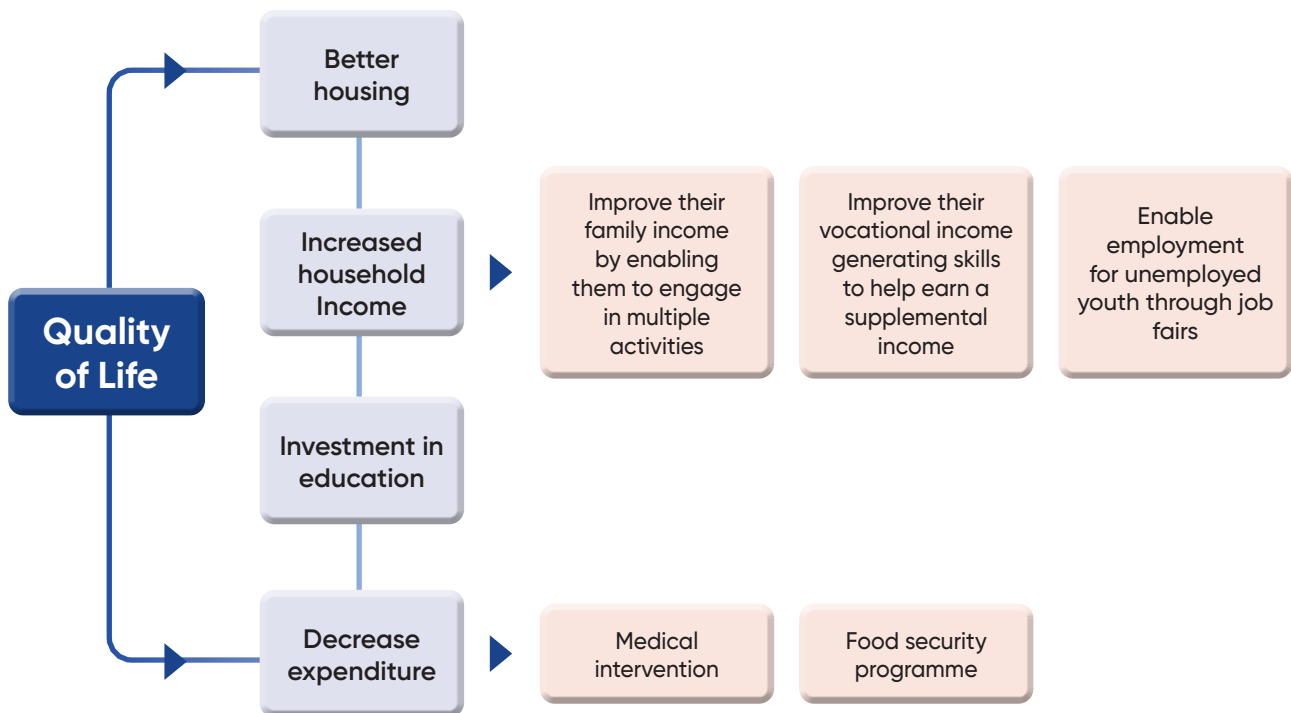 Quality
of Life
Better
housing
Increased
household
Income
Improve their
family income
by enabling
them to engage
in multiple
activities
Improve their
vocational income
generating skills
to help earn a
supplemental
income
Enable
employment
for unemployed
youth through job
fairs
Investment in
education
Decrease
expenditure
Medical
intervention
Food security
programme